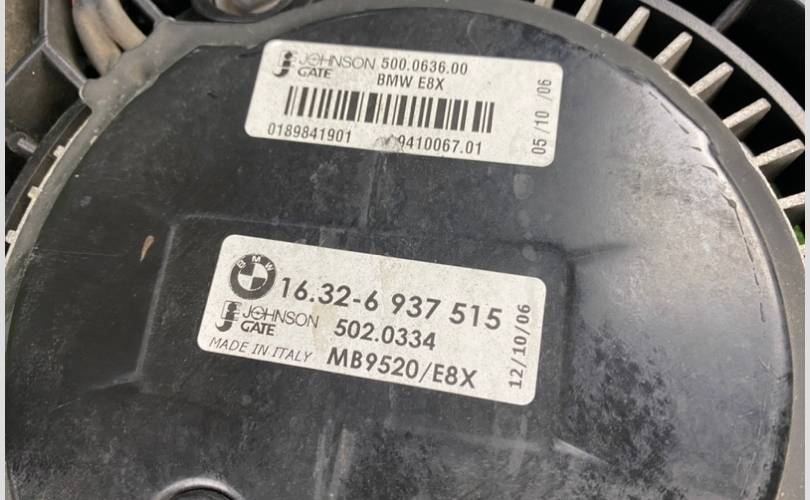 JOHNSON 500.0636.00
GATE BMW E8X
0189841901 9410067.01
05/10/06
BMW
16.32-6 937 515
JOHNSON
GATE 502.0334
MADE IN ITALY MB9520/E8X
12/10/06